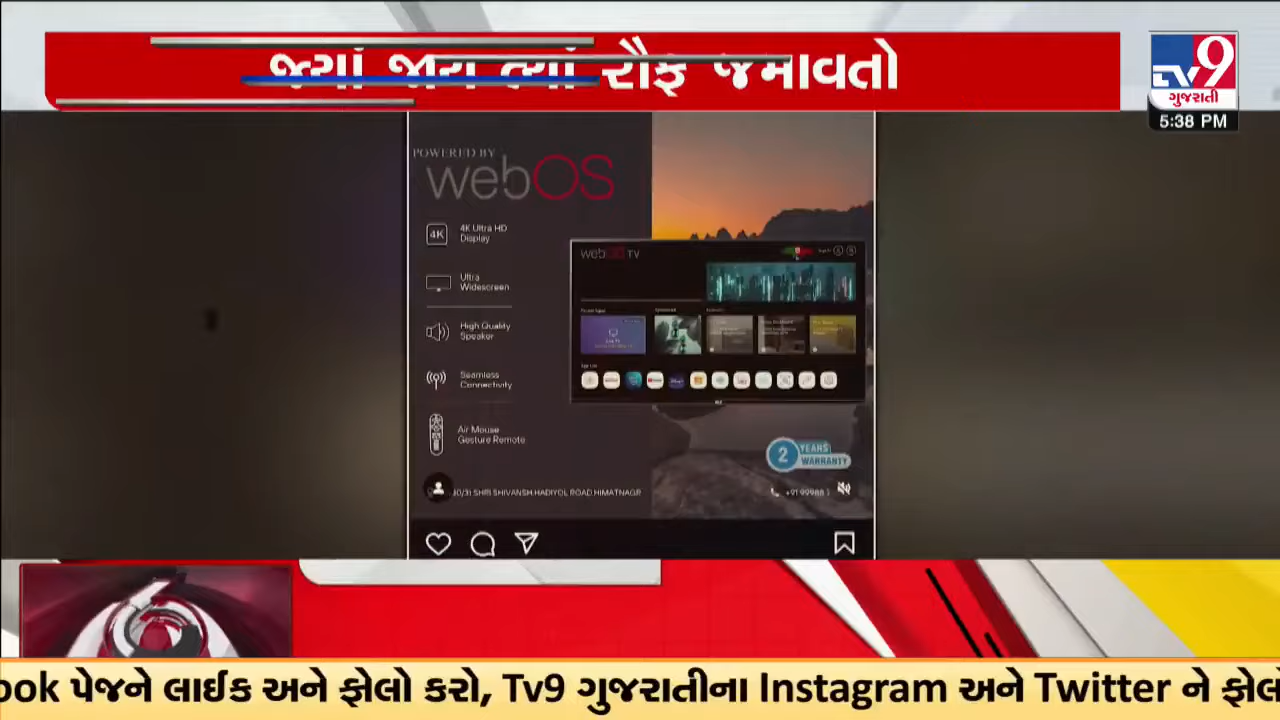 જ્યાં જાય ત્યાં રૌફ જમાવતો
TV9
ગુજરાતી
5:38 PM
POWERED BY
webOS
4K
4K Ultra HD
Display
Ultra
Widescreen
High Quality
Speaker
Seamless
Connectivity
Air Mouse
Gesture Remote
webOS TV
2 YEARS
WARRANTY
30/31 SHRI SHIVANSH,HADIYOL ROAD,HIMATNAGR
ook પેજને લાઈક અને ફોલો કરો, Tv9 ગુજરાતીના Instagram અને Twitter ને ફોલ